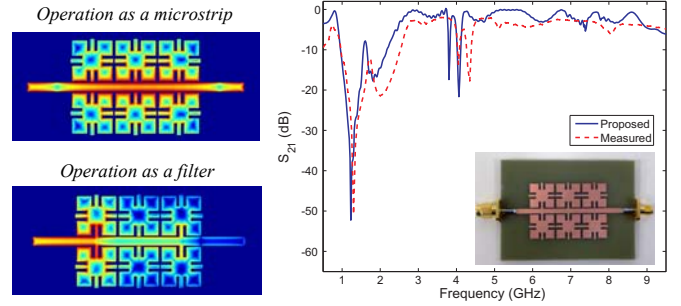 Operation as a microstrip
Operation as a filter
0
-10
-20
-30
-40
-50
-60
S21 (dB)
Proposed
Measured
1 2 3 4 5 6 7 8 9
Frequency (GHz)